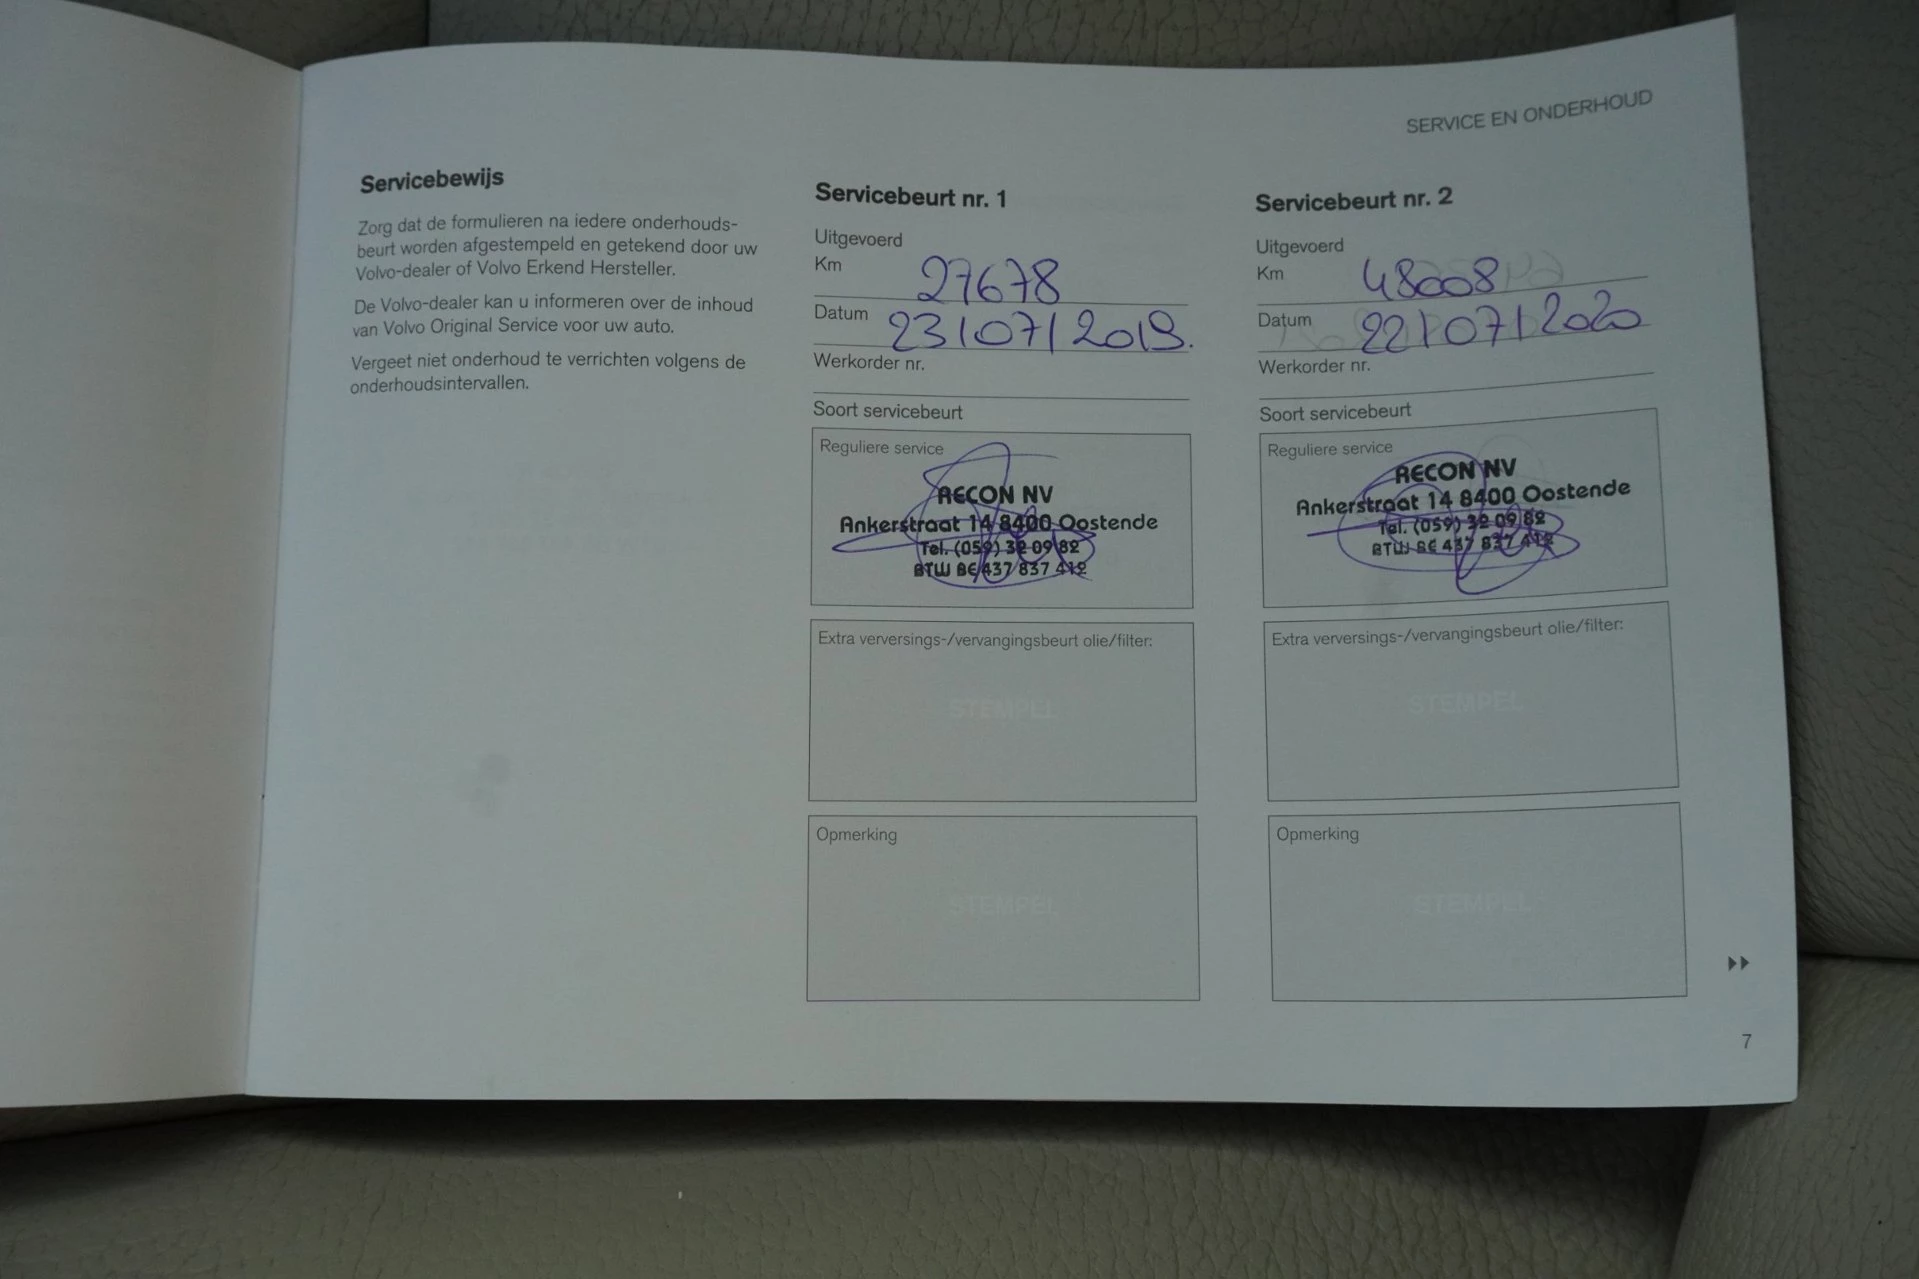 SERVICE EN ONDERHOUD
Servicebewijs
Zorg dat de formulieren na iedere onderhouds-
beurt worden afgestempeld en getekend door uw
Volvo-dealer of Volvo Erkend Hersteller.
De Volvo-dealer kan u informeren over de inhoud
van Volvo Original Service voor uw auto.
Vergeet niet onderhoud te verrichten volgens de
onderhoudsintervallen.
Servicebeurt nr. 1
Uitgevoerd
Km 27678
Datum 23/07/2019.
Werkorder nr.
Soort servicebeurt
Reguliere service
RECON NV
Ankerstraat 14 8400 Oostende
Tel. (059) 32 09 82
BTW BE 437 837 412
Extra verversings-/vervangingsbeurt olie/filter:
STEMPEL
Opmerking
STEMPEL
Servicebeurt nr. 2
Uitgevoerd
Km 48008
Datum 22/07/2020
Werkorder nr.
Soort servicebeurt
Reguliere service
RECON NV
Ankerstraat 14 8400 Oostende
Tel. (059) 32 09 82
BTW BE 437 837 412
Extra verversings-/vervangingsbeurt olie/filter:
STEMPEL
Opmerking
STEMPEL
7